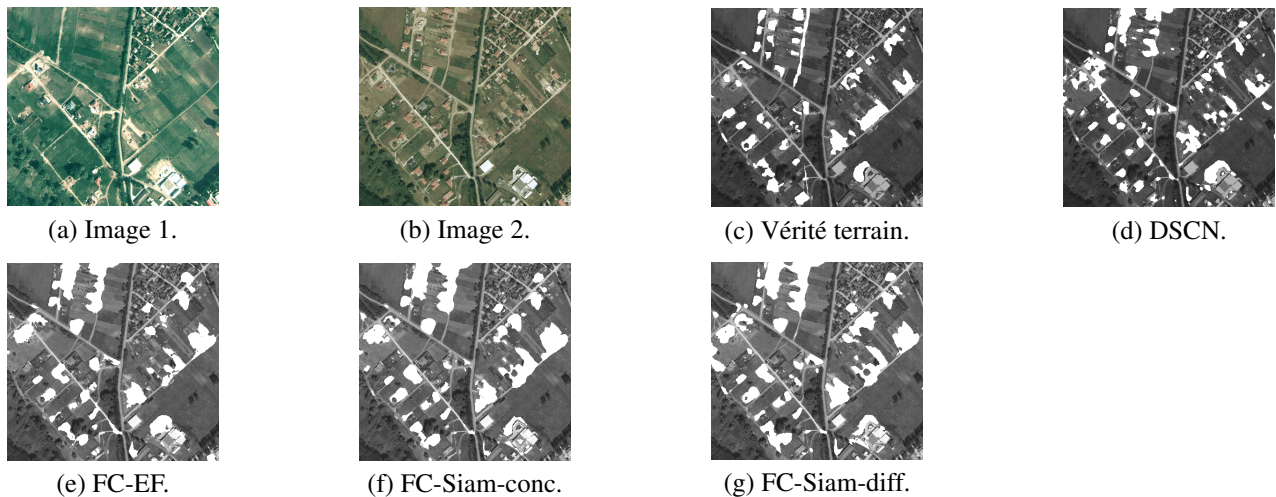 (a) Image 1.
(b) Image 2.
(c) Vérité terrain.
(d) DSCN.
(e) FC-EF.
(f) FC-Siam-conc.
(g) FC-Siam-diff.